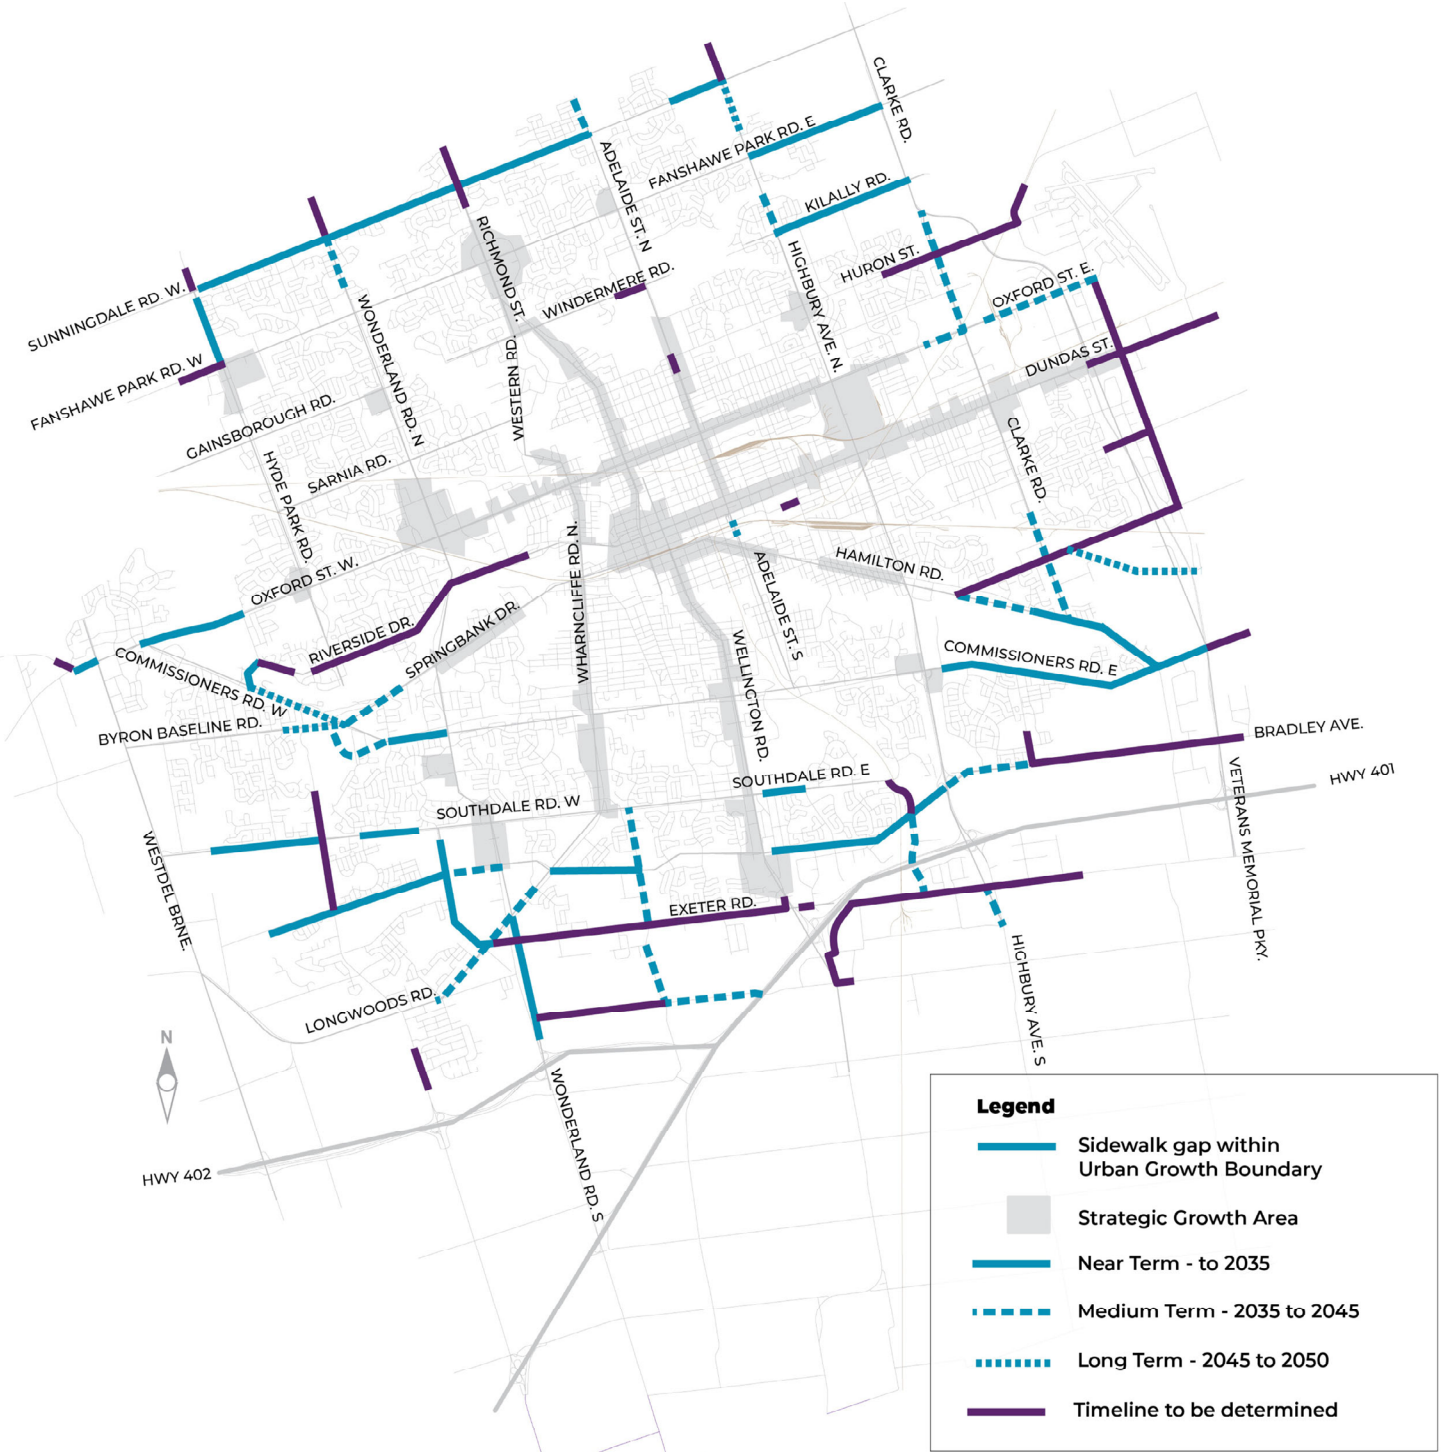 CLARKE RD.
FANSHAWE PARK RD. E
ADELAIDE ST. N
KILALLY RD.
RICHMOND ST.
HIGHBURY AVE. N.
HURON ST.
WINDERMERE RD.
OXFORD ST. E.
SUNNINGDALE RD. W.
WONDERLAND RD. N
WESTERN RD.
DUNDAS ST.
FANSHAWE PARK RD. W
GAINSBOROUGH RD.
SARNIA RD.
HYDE PARK RD.
CLARKE RD.
WHARNCLIFFE RD. N.
HAMILTON RD.
ADELAIDE ST. S
OXFORD ST. W.
RIVERSIDE DR.
SPRINGBANK DR.
COMMISSIONERS RD. W
COMMISSIONERS RD. E
WELLINGTON RD.
BYRON BASELINE RD.
BRADLEY AVE.
HWY 401
VETERANS MEMORIAL PKY.
SOUTHDALE RD. E
SOUTHDALE RD. W
WESTDEL BRNE.
EXETER RD.
HIGHBURY AVE. S
LONGWOODS RD.
N
WONDERLAND RD. S
HWY 402
Legend
Sidewalk gap within
Urban Growth Boundary
Strategic Growth Area
Near Term - to 2035
Medium Term - 2035 to 2045
Long Term - 2045 to 2050
Timeline to be determined